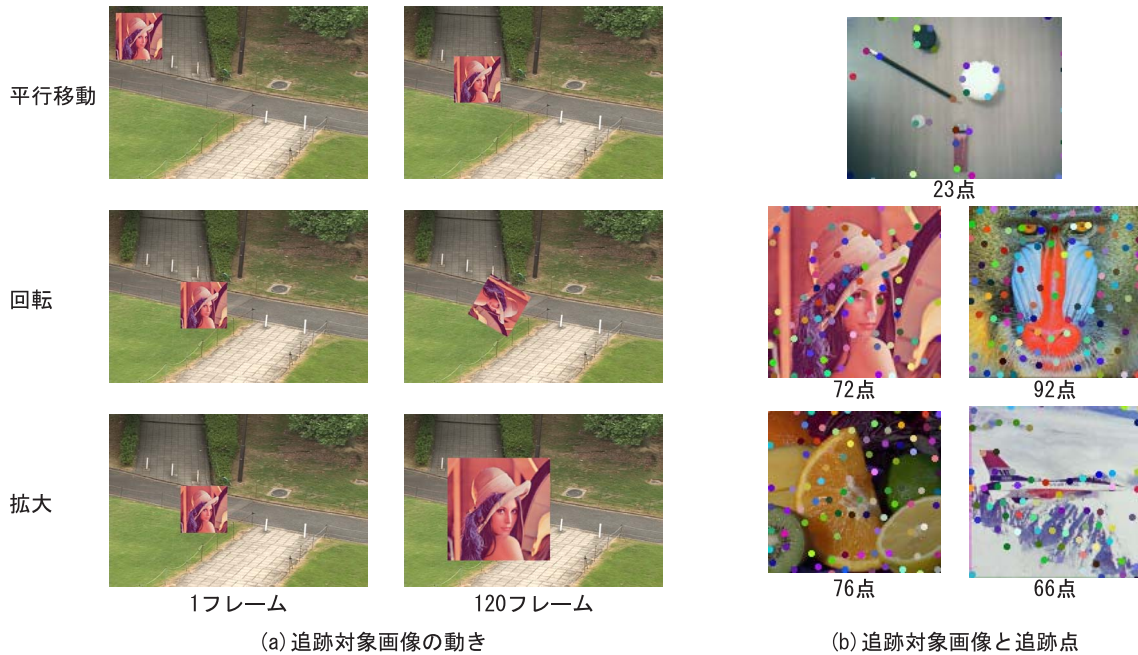 平行移動
回転
拡大
1フレーム
120フレーム
(a)追跡対象画像の動き
23点
72点
92点
76点
66点
(b)追跡対象画像と追跡点